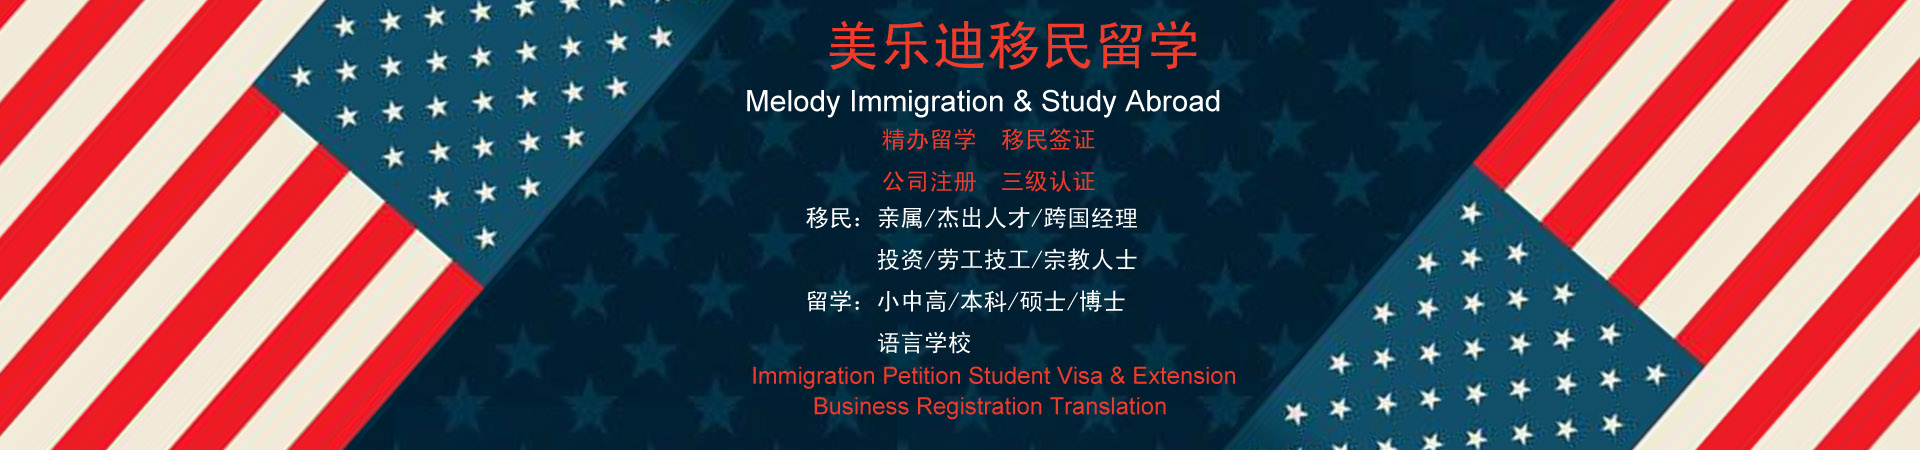 美乐迪移民留学
Melody Immigration & Study Abroad
精办留学 移民签证
公司注册 三级认证
移民：亲属/杰出人才/跨国经理
投资/劳工技工/宗教人士
留学：小中高/本科/硕士/博士
语言学校
Immigration Petition Student Visa & Extension
Business Registration Translation